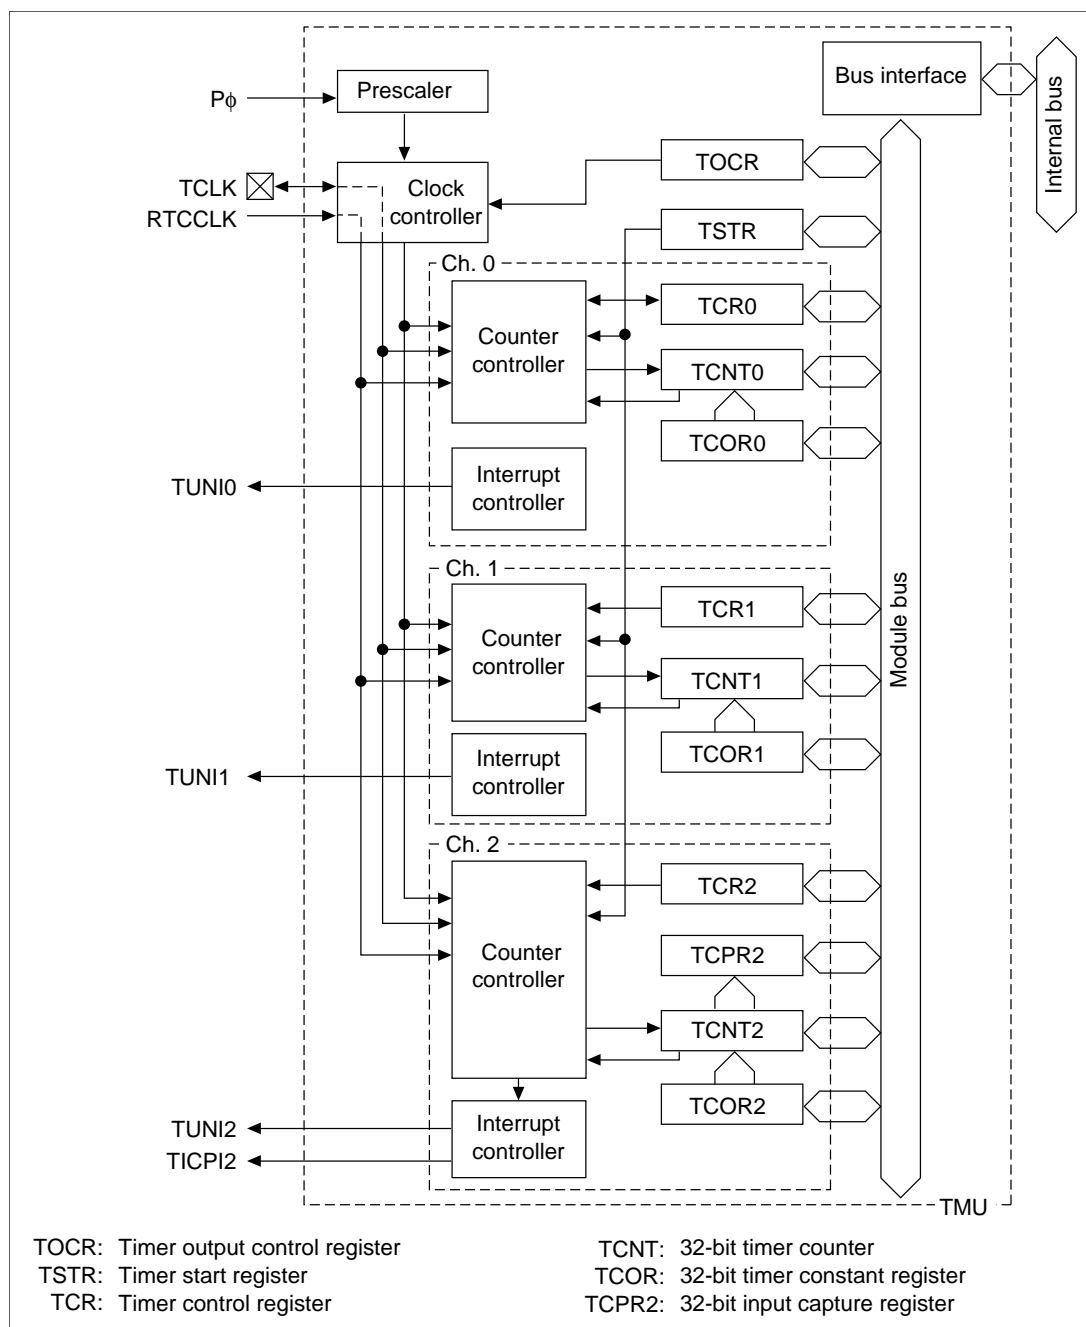 Bus interface
Internal bus
Prescaler
Pφ
TOCR
TCLK
Clock
controller
RTCCLK
TSTR
Ch. 0
TCR0
Counter
controller
TCNT0
TCOR0
Interrupt
controller
TUNI0
Ch. 1
TCR1
Counter
controller
TCNT1
Module bus
TCOR1
Interrupt
controller
TUNI1
Ch. 2
TCR2
TCPR2
Counter
controller
TCNT2
TCOR2
Interrupt
controller
TUNI2
TICPI2
TMU
TOCR: Timer output control register
TSTR: Timer start register
TCR: Timer control register
TCNT: 32-bit timer counter
TCOR: 32-bit timer constant register
TCPR2: 32-bit input capture register